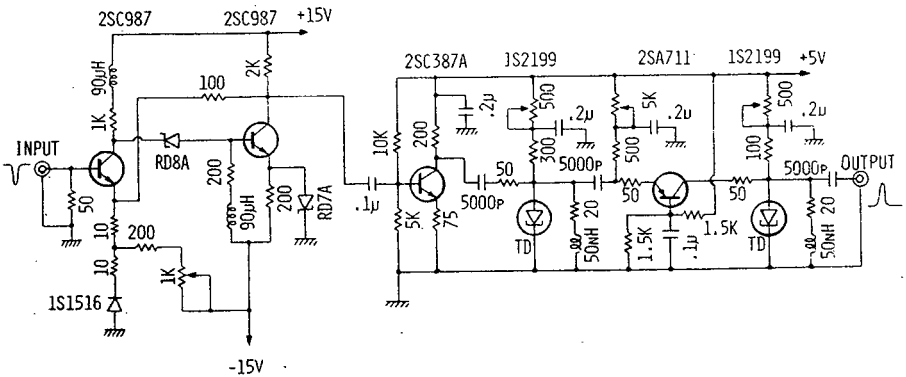 2SC987
2SC987
+15V
90μH
1K
100
2K
INPUT
50
RD8A
200
90μH
200
RD7A
10
200
10
1K
1S1516
-15V
2SC387A
1S2199
2SA711
1S2199
+5V
.2μ
500
.2μ
5K
.2μ
500
.2μ
10K
200
300
500
100
5000P
50
5000P
50
50
5000P
OUTPUT
.1μ
5K
75
TD
20
50nH
1.5K
.1μ
1.5K
TD
20
50nH